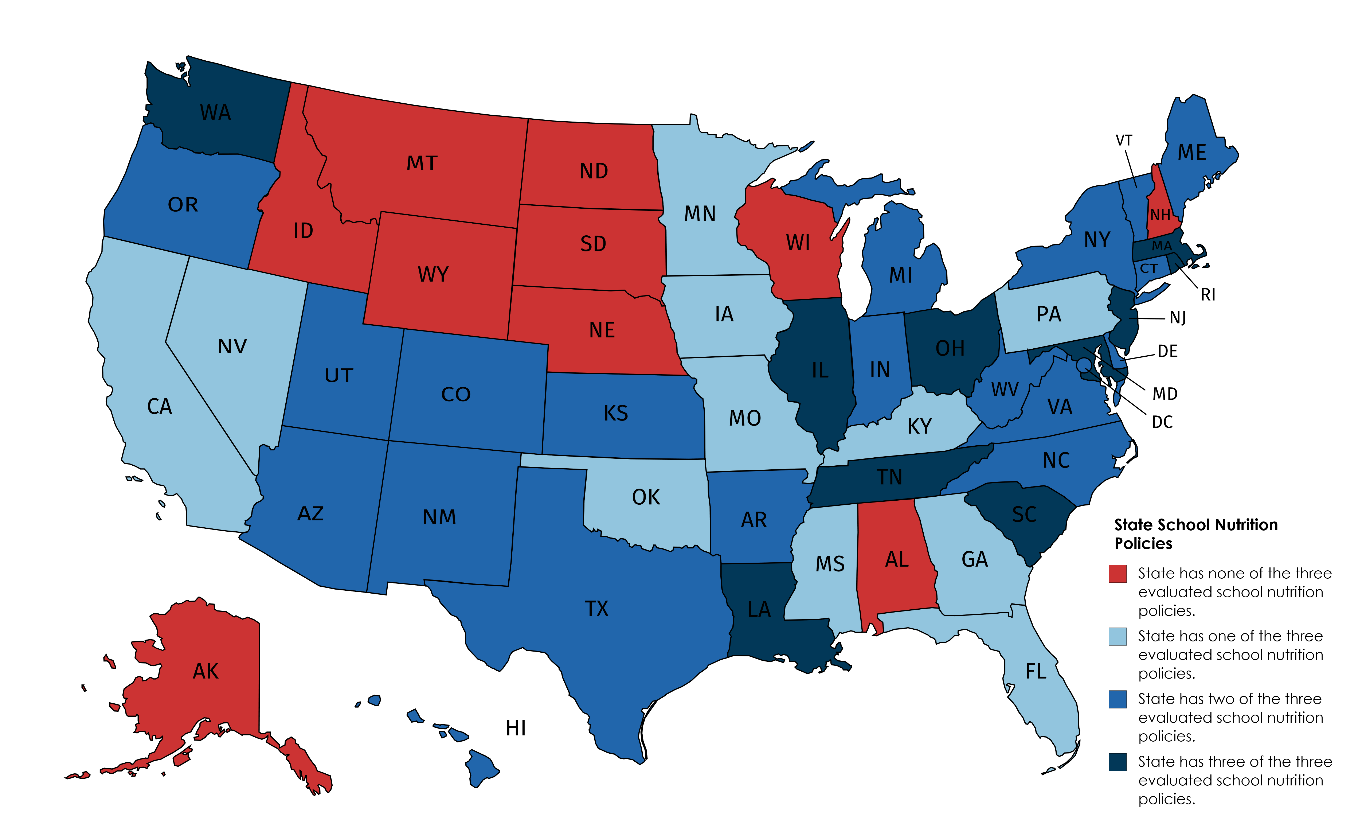 WA
MT
ND
MN
VT
ME
OR
ID
SD
WI
NH
NY
MA
WY
MI
CT
RI
NE
IA
PA
NJ
NV
UT
CO
IL
IN
OH
DE
CA
KS
MO
WV
VA
MD
DC
KY
NC
AZ
NM
OK
AR
TN
SC
MS
AL
GA
TX
LA
AK
FL
HI
State School Nutrition
Policies
State has none of the three
evaluated school nutrition
policies.
State has one of the three
evaluated school nutrition
policies.
State has two of the three
evaluated school nutrition
policies.
State has three of the three
evaluated school nutrition
policies.